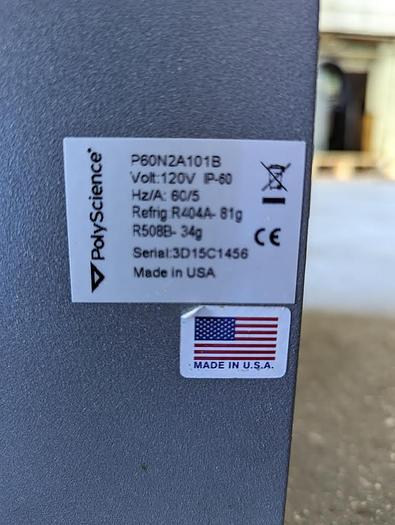 PolyScience
P60N2A101B
Volt:120V IP-60
Hz/A: 60/5
Refrig:R404A- 81g
R508B- 34g
CE
Serial:3D15C1456
Made in USA
MADE IN U.S.A.